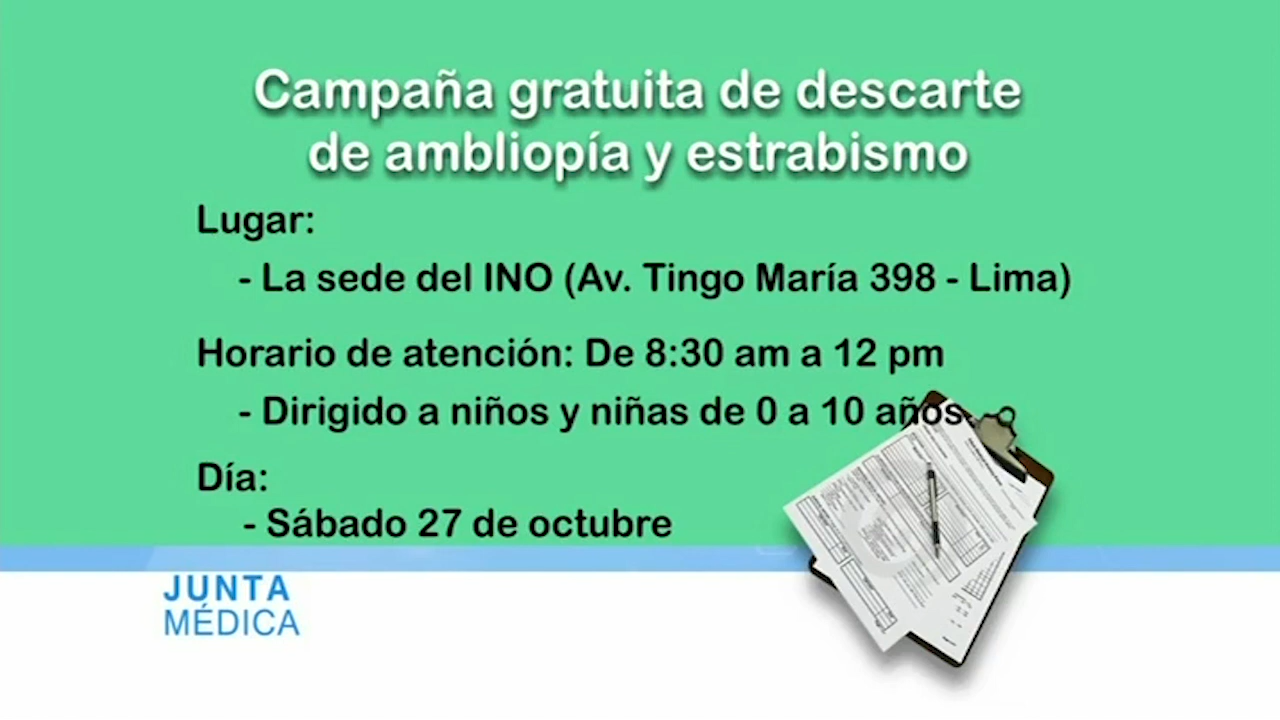 Campaña gratuita de descarte
de ambliopía y estrabismo
Lugar:
- La sede del INO (Av. Tingo María 398 - Lima)
Horario de atención: De 8:30 am a 12 pm
- Dirigido a niños y niñas de 0 a 10 años.
Día:
- Sábado 27 de octubre
JUNTA
MÉDICA